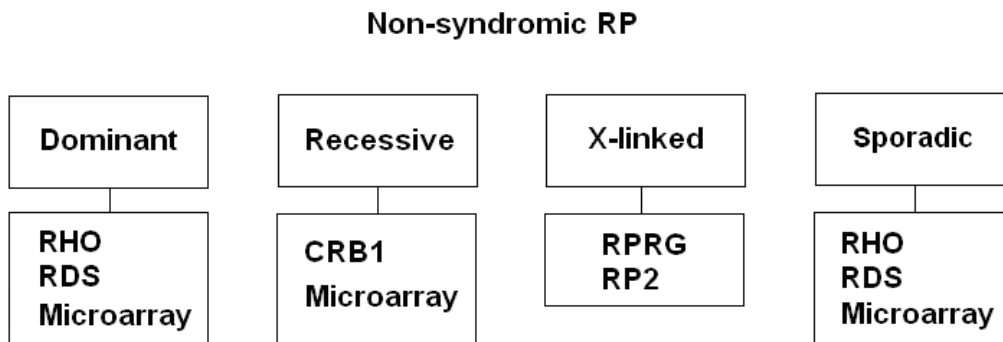 Non-syndromic RP
Dominant
RHO
RDS
Microarray
Recessive
CRB1
Microarray
X-linked
RPRG
RP2
Sporadic
RHO
RDS
Microarray